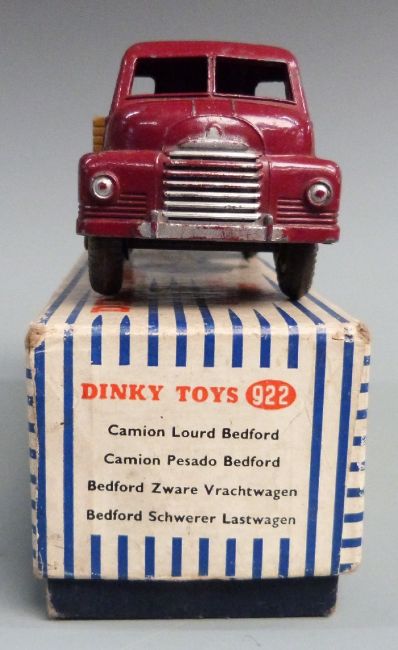 DINKY TOYS 922
Camion Lourd Bedford
Camion Pesado Bedford
Bedford Zware Vrachtwagen
Bedford Schwerer Lastwagen